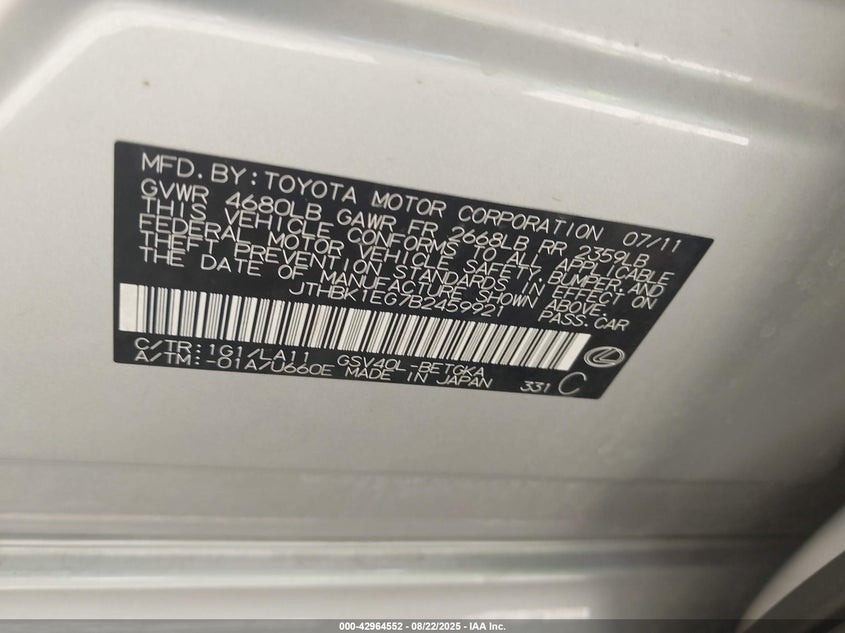 MFD. BY: TOYOTA MOTOR CORPORATION 07/11
GVWR 4680LB GAWR FR 2668LB RR 2359LB
THIS VEHICLE CONFORMS TO ALL APPLICABLE
FEDERAL MOTOR VEHICLE SAFETY, BUMPER, AND
THEFT PREVENTION STANDARDS IN EFFECT ON
THE DATE OF MANUFACTURE SHOWN ABOVE.
JTHBK1EG7B2459921 PASS. CAR
C/TR: 1G1/LA11 GSV40L-BETGKA
A/TM: -01A/U660E MADE IN JAPAN 331 C
000-42964552 - 08/22/2025 - IAA Inc.